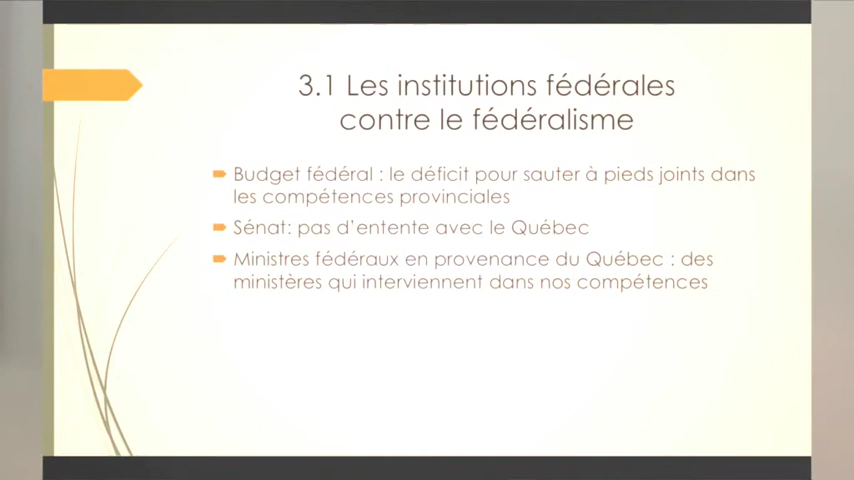 3.1 Les institutions fédérales
contre le fédéralisme
Budget fédéral : le déficit pour sauter à pieds joints dans
les compétences provinciales
Sénat: pas d'entente avec le Québec
Ministres fédéraux en provenance du Québec : des
ministères qui interviennent dans nos compétences